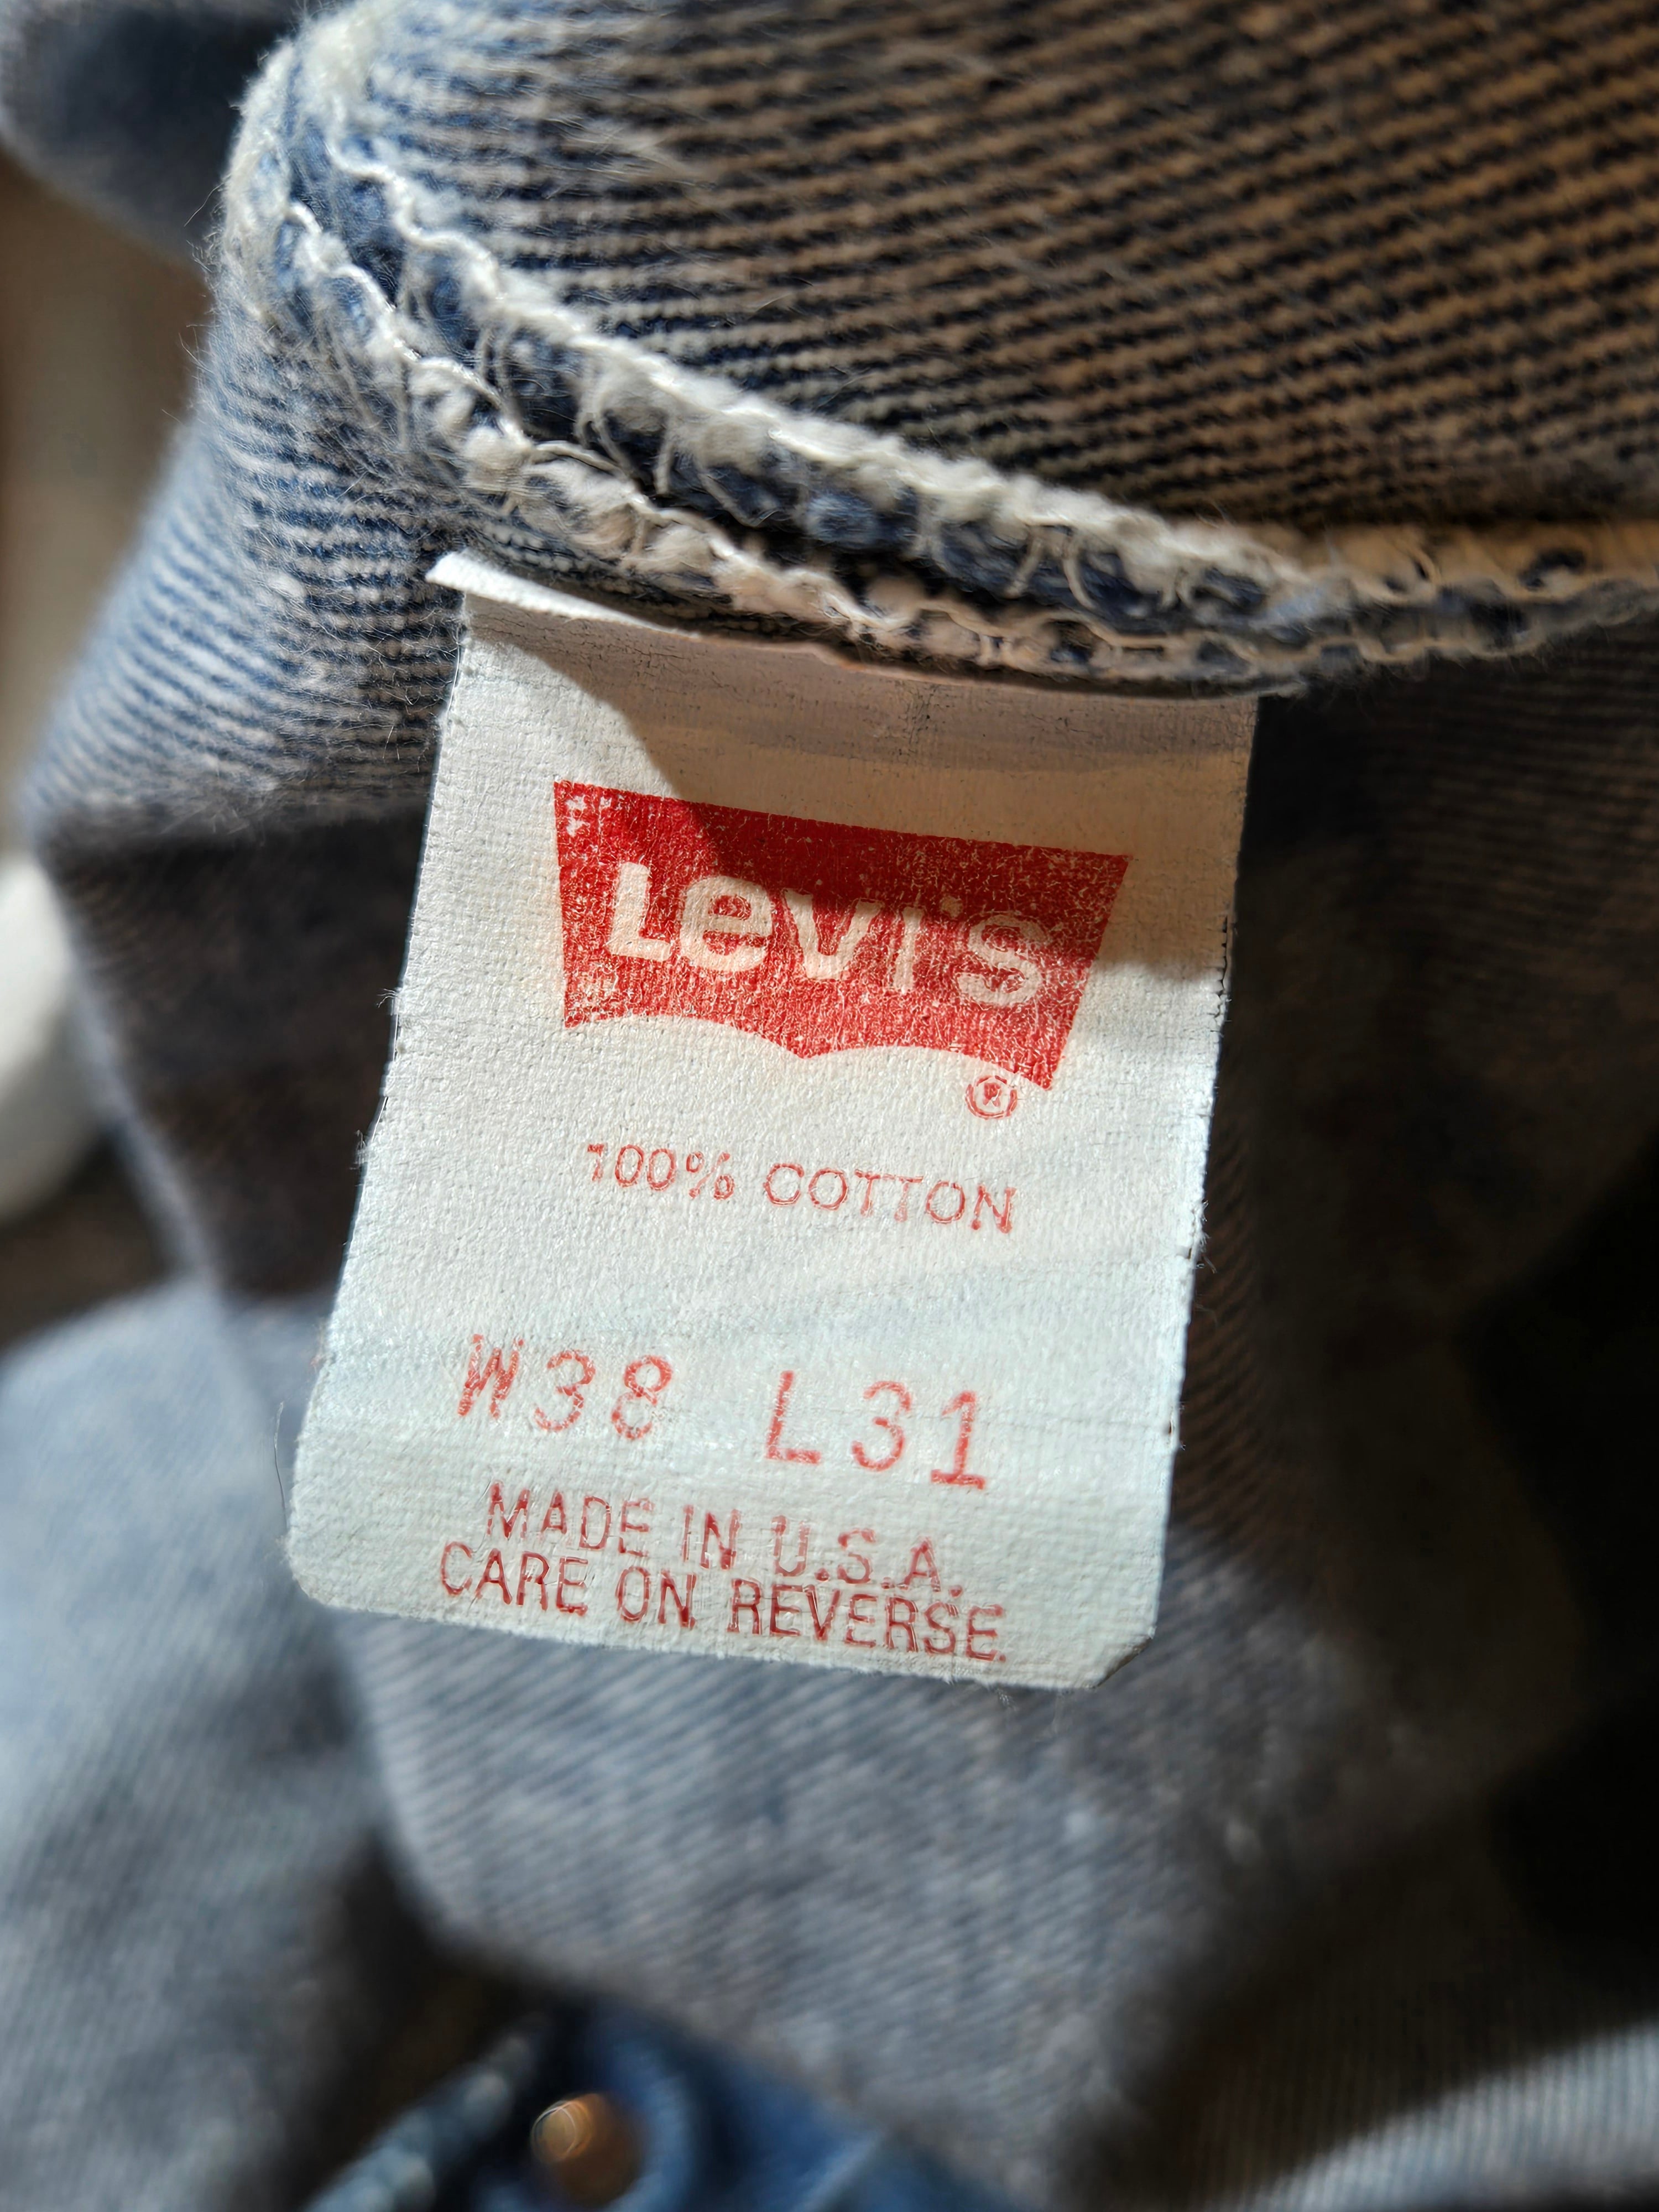 Levi's
®
100% COTTON
W38 L31
MADE IN U.S.A.
CARE ON REVERSE.